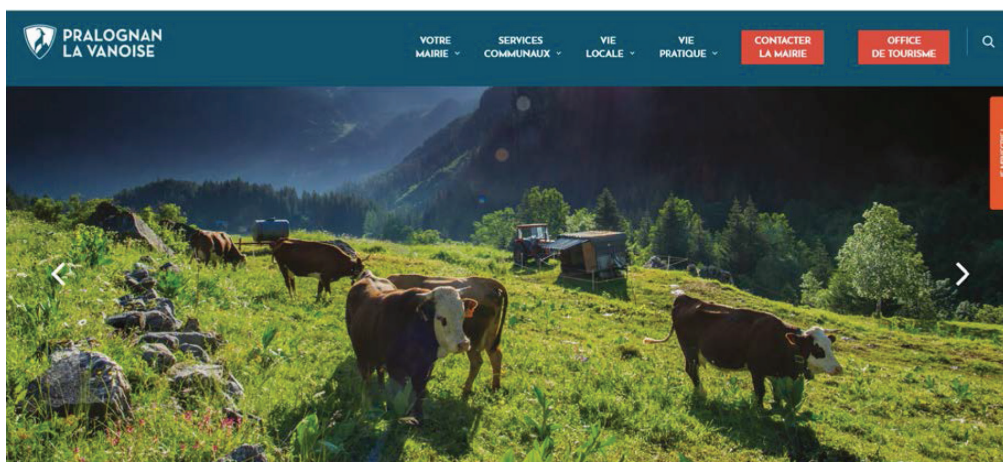 PRALOGNAN
LA VANOISE
VOTRE
MAIRIE
SERVICES
COMMUNAUX
VIE
LOCALE
VIE
PRATIQUE
CONTACTER
LA MAIRIE
OFFICE
DE TOURISME